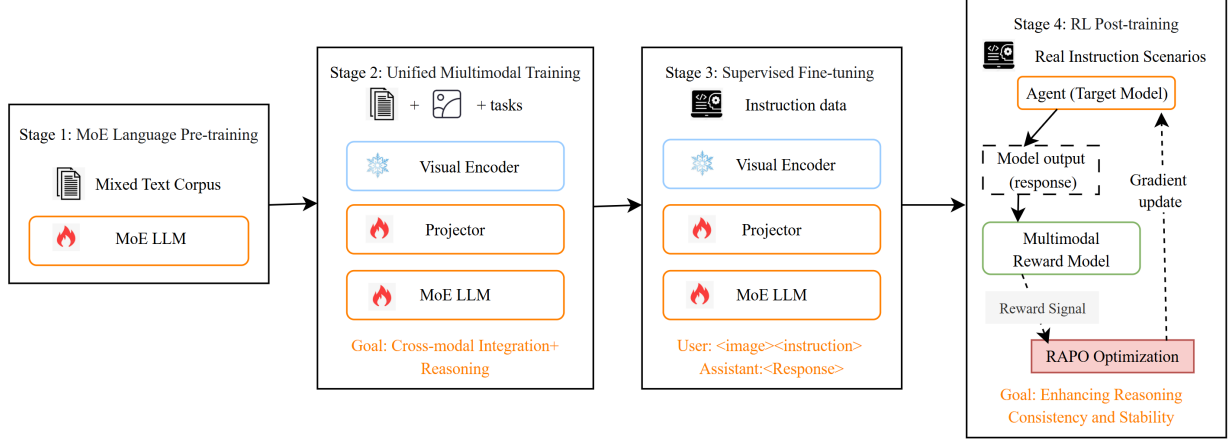 Stage 1: MoE Language Pre-training
Mixed Text Corpus
MoE LLM
Stage 2: Unified Miultimodal Training
+ + tasks
Visual Encoder
Projector
MoE LLM
Goal: Cross-modal Integration+
Reasoning
Stage 3: Supervised Fine-tuning
Instruction data
Visual Encoder
Projector
MoE LLM
User: <image><instruction>
Assistant:<Response>
Stage 4: RL Post-training
Real Instruction Scenarios
Agent (Target Model)
Model output
(response)
Gradient
update
Multimodal
Reward Model
Reward Signal
RAPO Optimization
Goal: Enhancing Reasoning
Consistency and Stability